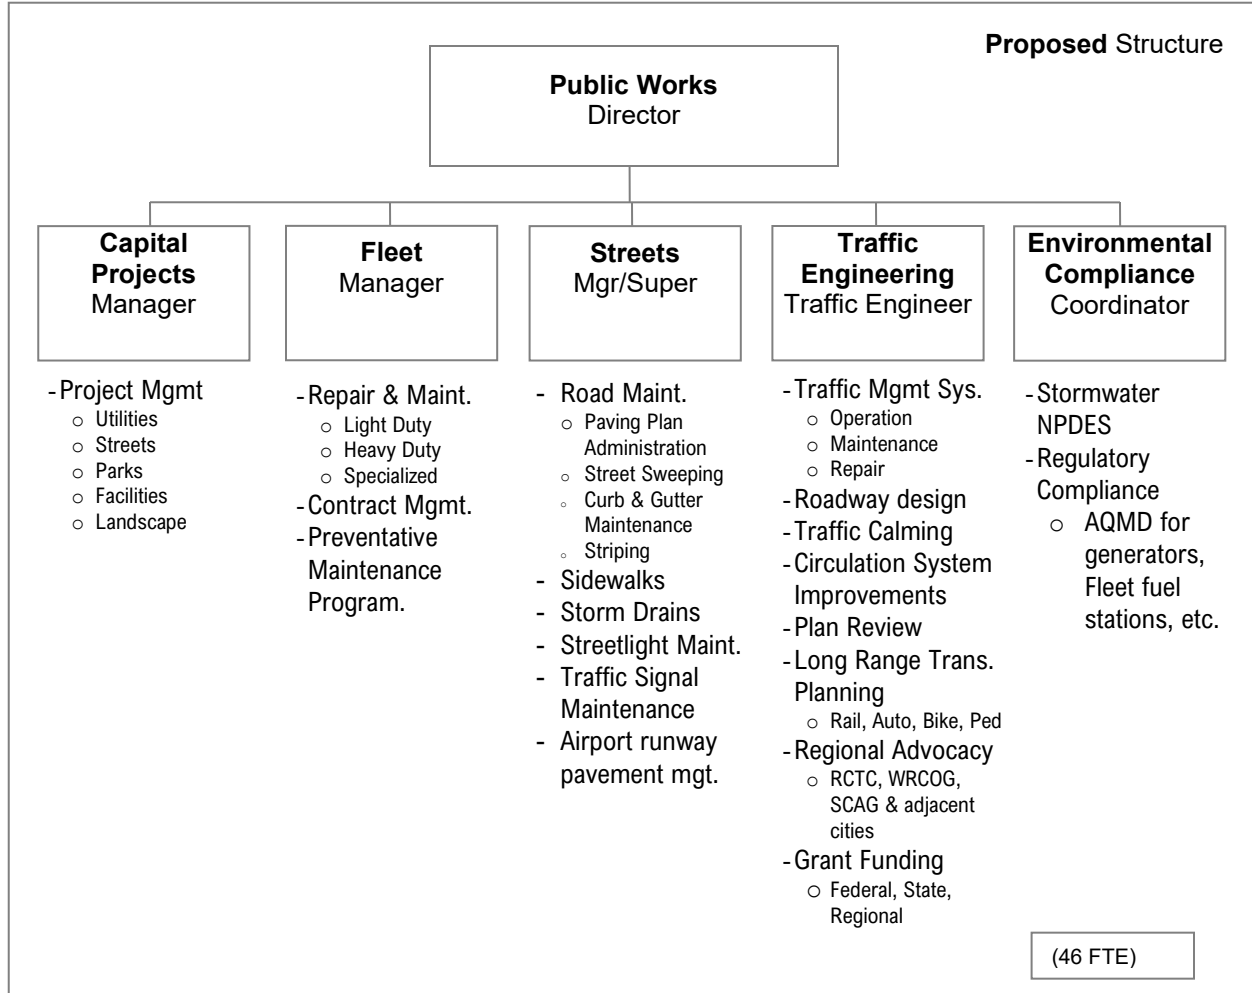 Proposed Structure
Public Works
Director
Capital
Projects
Manager
Fleet
Manager
Streets
Mgr/Super
Traffic
Engineering
Traffic Engineer
Environmental
Compliance
Coordinator
-Project Mgmt
o Utilities
o Streets
o Parks
o Facilities
o Landscape
-Repair & Maint.
o Light Duty
o Heavy Duty
o Specialized
-Contract Mgmt.
-Preventative
Maintenance
Program.
- Road Maint.
o Paving Plan
Administration
o Street Sweeping
o Curb & Gutter
Maintenance
o Striping
- Sidewalks
- Storm Drains
- Streetlight Maint.
- Traffic Signal
Maintenance
- Airport runway
pavement mgt.
-Traffic Mgmt Sys.
o Operation
o Maintenance
o Repair
-Roadway design
-Traffic Calming
-Circulation System
Improvements
-Plan Review
-Long Range Trans.
Planning
o Rail, Auto, Bike, Ped
-Regional Advocacy
o RCTC, WRCOG,
SCAG & adjacent
cities
-Grant Funding
o Federal, State,
Regional
-Stormwater
NPDES
-Regulatory
Compliance
o AQMD for
generators,
Fleet fuel
stations, etc.
(46 FTE)